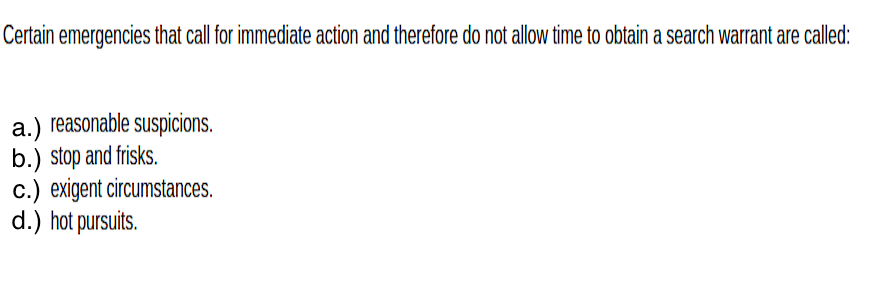 Certain emergencies that call for immediate action and therefore do not allow time to obtain a search warrant are called:
a.) reasonable suspicions.
b.) stop and frisks.
c.) exigent circumstances.
d.) hot pursuits.